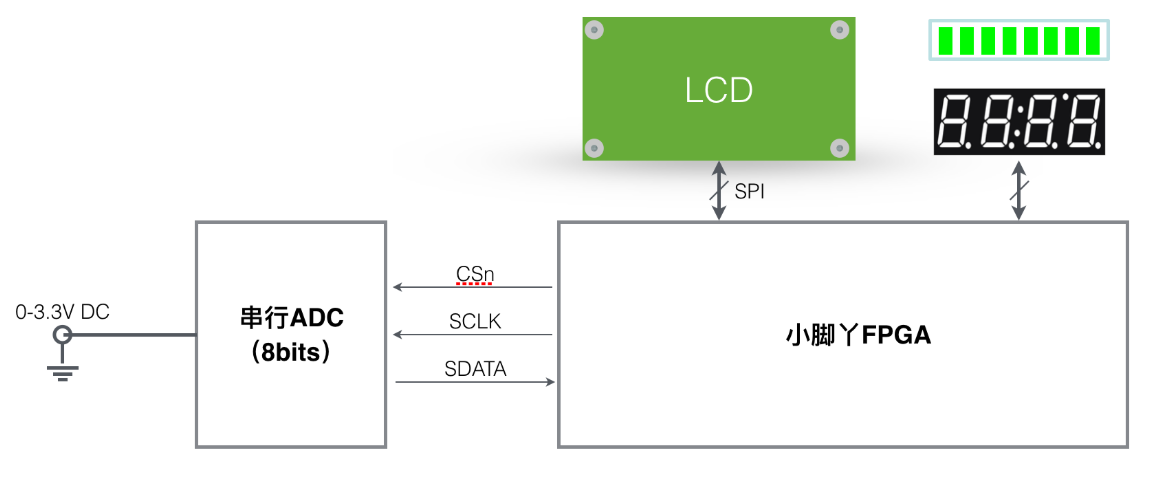 LCD
SPI
0-3.3V DC
串行ADC
（8bits）
CSn
SCLK
SDATA
小脚丫FPGA